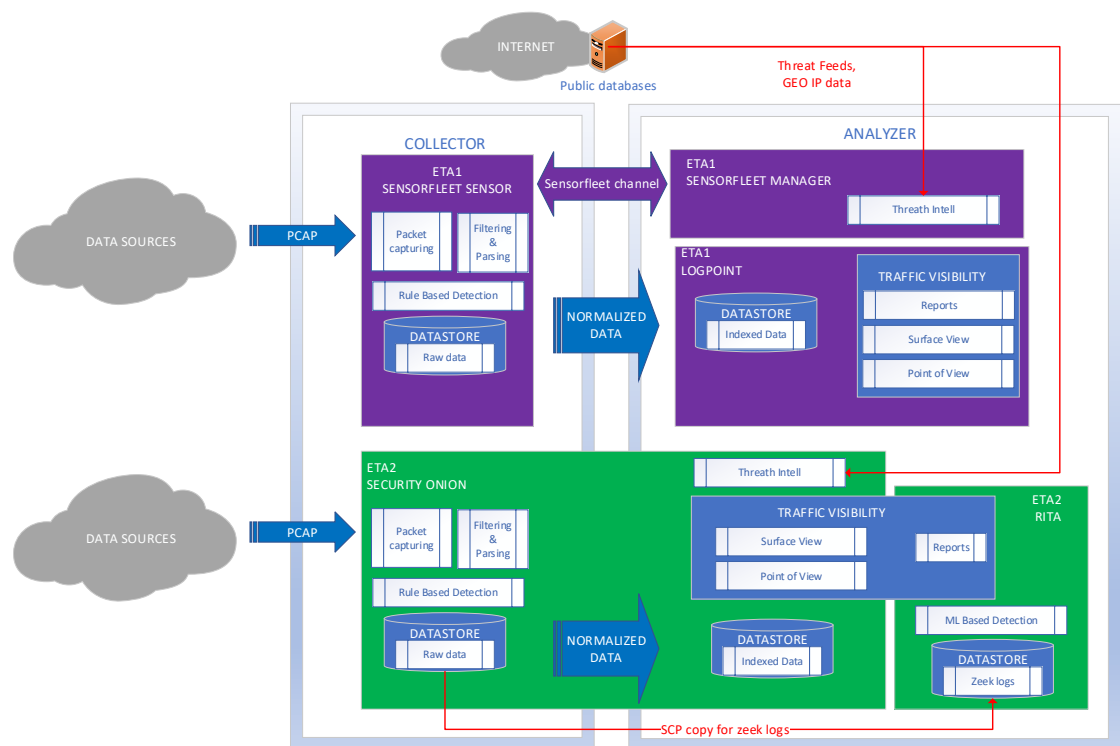 INTERNET
Public databases
Threat Feeds,
GEO IP data
COLLECTOR
ANALYZER
DATA SOURCES
PCAP
ETA1
SENSORFLEET SENSOR
Packet
capturing
Filtering
&
Parsing
Rule Based Detection
DATASTORE
Raw data
Sensorfleet channel
NORMALIZED
DATA
ETA1
SENSORFLEET MANAGER
Threath Intell
ETA1
LOGPOINT
DATASTORE
Indexed Data
TRAFFIC VISIBILITY
Reports
Surface View
Point of View
DATA SOURCES
PCAP
ETA2
SECURITY ONION
Packet
capturing
Filtering
&
Parsing
Rule Based Detection
DATASTORE
Raw data
NORMALIZED
DATA
Threath Intell
TRAFFIC VISIBILITY
Surface View
Point of View
Reports
DATASTORE
Indexed Data
ETA2
RITA
ML Based Detection
DATASTORE
Zeek logs
SCP copy for zeek logs